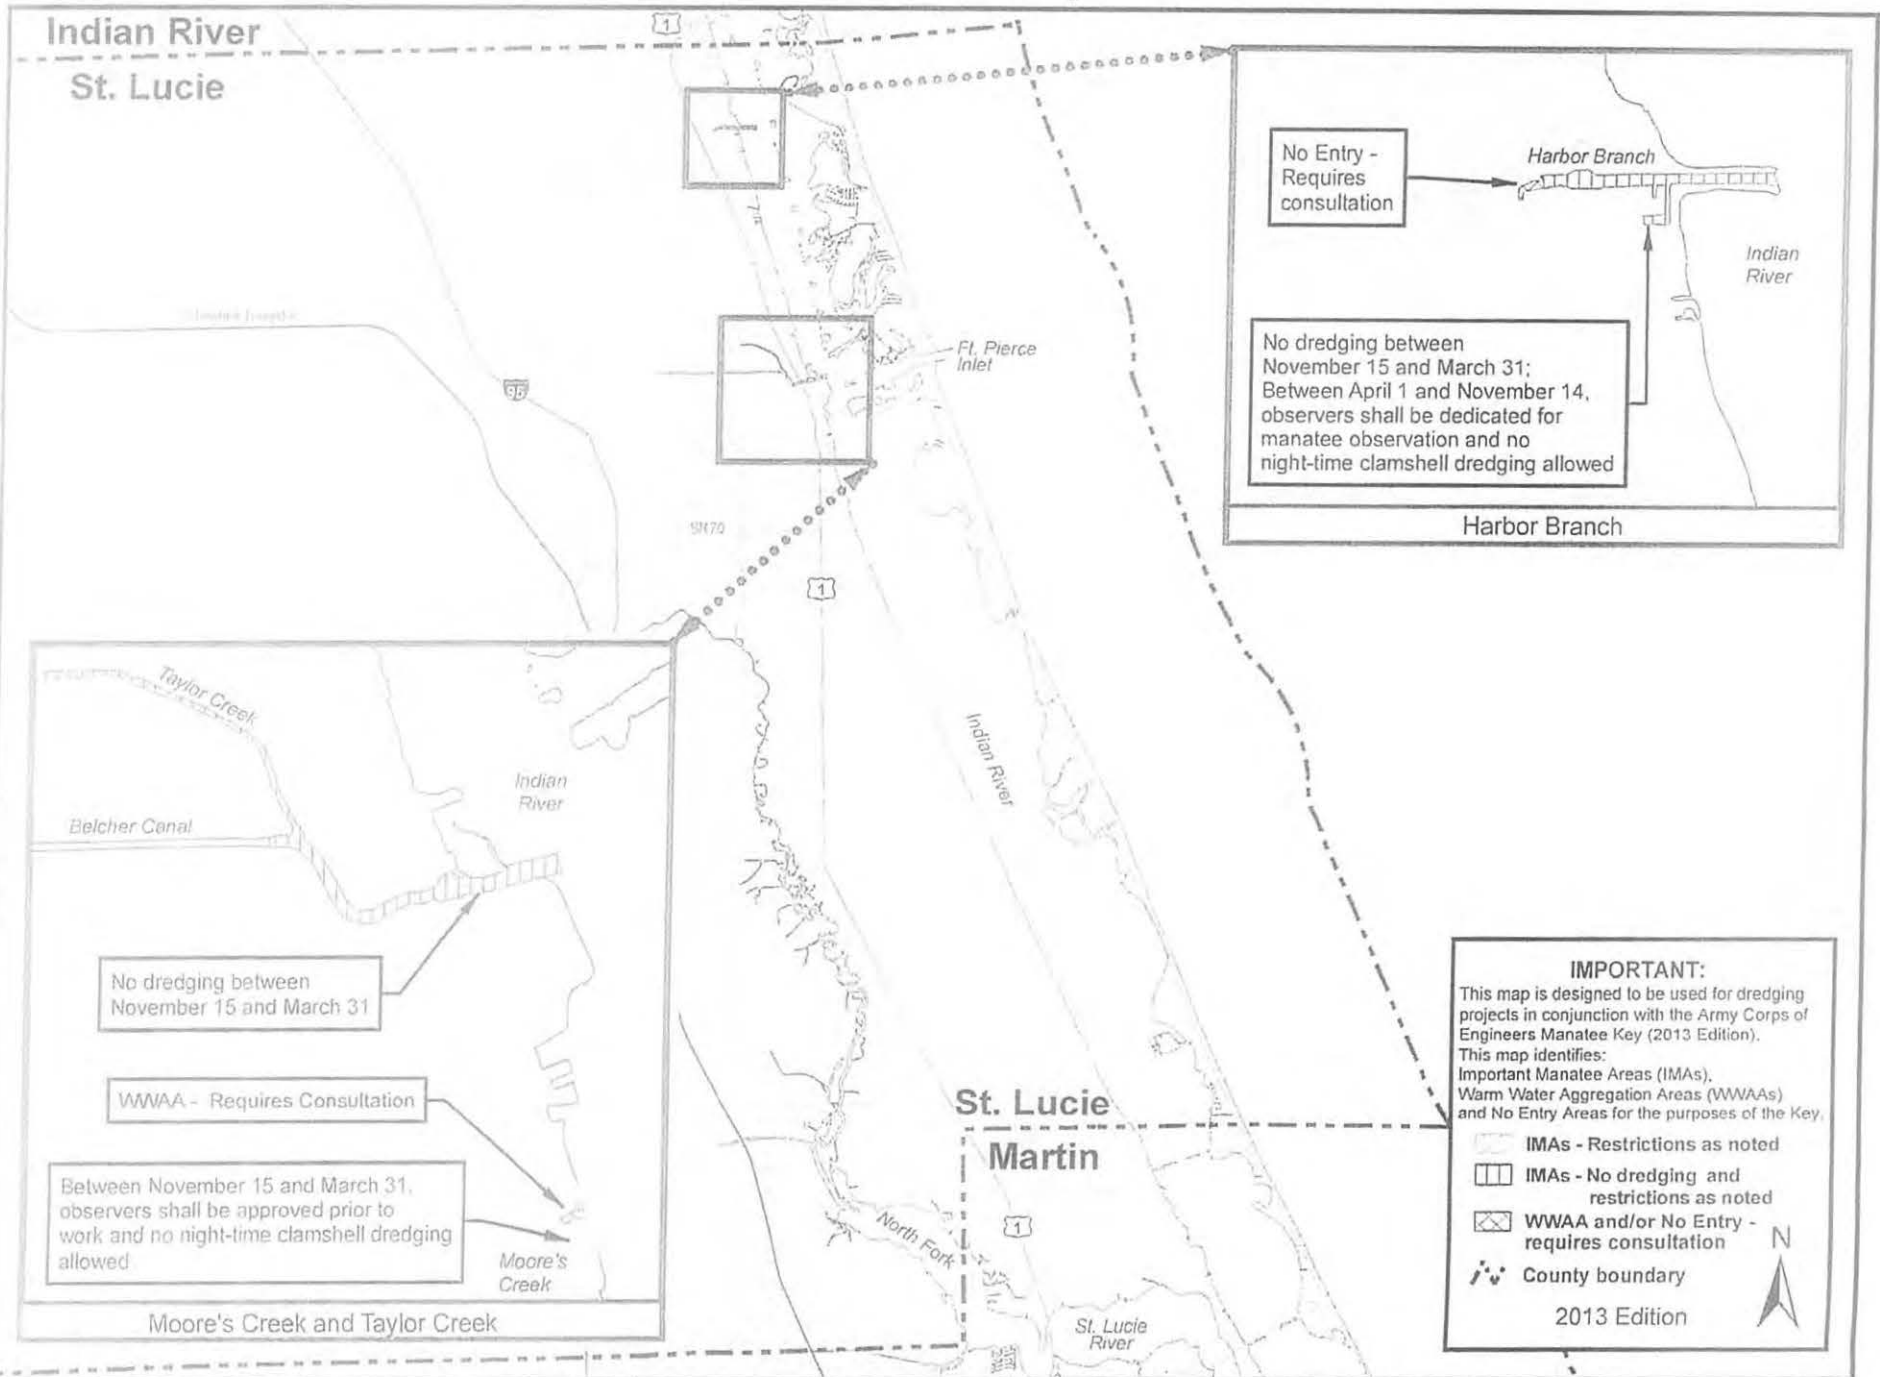 Indian River
St. Lucie
1
95
Ft. Pierce
Inlet
SR70
1
Indian River
St. Lucie
Martin
North Fork
1
St. Lucie
River
No Entry -
Requires
consultation
Harbor Branch
Indian
River
No dredging between
November 15 and March 31;
Between April 1 and November 14,
observers shall be dedicated for
manatee observation and no
night-time clamshell dredging allowed
Harbor Branch
Taylor Creek
Indian
River
Belcher Canal
No dredging between
November 15 and March 31
WWAA - Requires Consultation
Between November 15 and March 31,
observers shall be approved prior to
work and no night-time clamshell dredging
allowed
Moore's
Creek
Moore's Creek and Taylor Creek
IMPORTANT:
This map is designed to be used for dredging
projects in conjunction with the Army Corps of
Engineers Manatee Key (2013 Edition).
This map identifies:
Important Manatee Areas (IMAs),
Warm Water Aggregation Areas (WWAAs)
and No Entry Areas for the purposes of the Key.
IMAs - Restrictions as noted
IMAs - No dredging and
restrictions as noted
WWAA and/or No Entry -
requires consultation
County boundary
N
2013 Edition